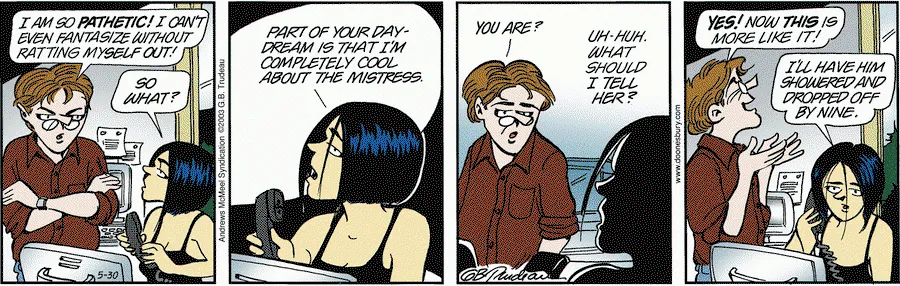 I AM SO PATHETIC! I CAN'T
EVEN FANTASIZE WITHOUT
RATTING MYSELF OUT!
SO
WHAT?
5-30
Andrews McMeel Syndication ©2003 G.B. Trudeau
PART OF YOUR DAY-
DREAM IS THAT I'M
COMPLETELY COOL
ABOUT THE MISTRESS.
YOU ARE?
UH-HUH.
WHAT
SHOULD
I TELL
HER?
GBTrudeau
www.doonesbury.com
YES! NOW THIS IS
MORE LIKE IT!
I'LL HAVE HIM
SHOWERED AND
DROPPED OFF
BY NINE.